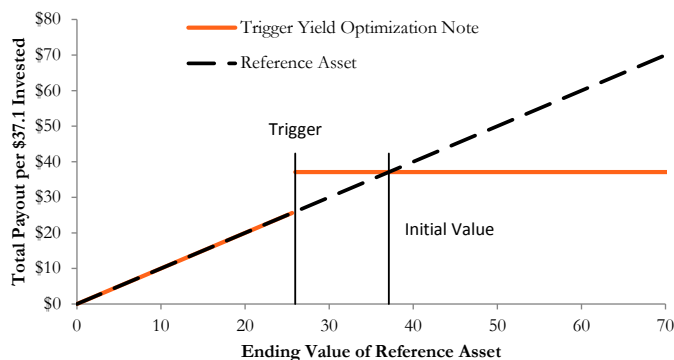 Total Payout per $37.1 Invested
$80
$70
$60
$50
$40
$30
$20
$10
$0
Trigger Yield Optimization Note
Reference Asset
Trigger
Initial Value
0 10 20 30 40 50 60 70
Ending Value of Reference Asset